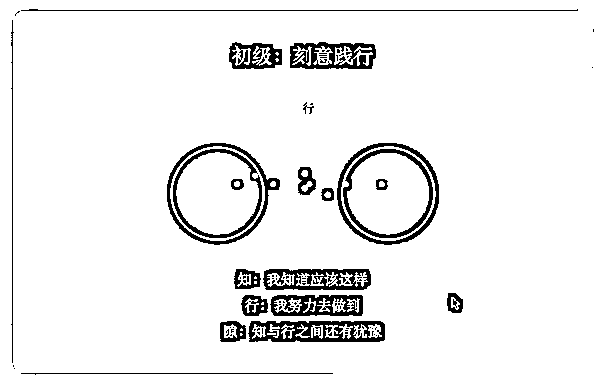 初级：刻意践行
行
知：我知道应该这样
行：我努力去做到
隙：知与行之间还有犹豫